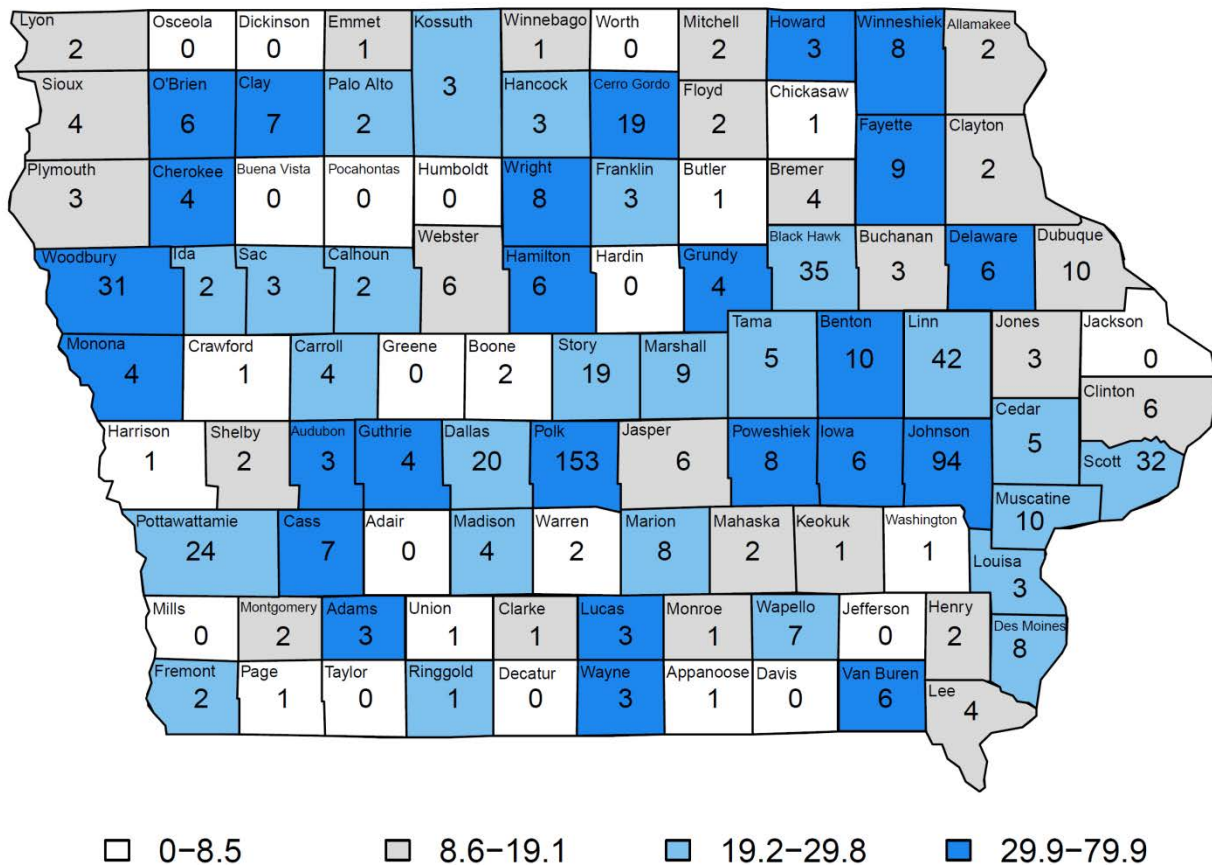 Lyon 2
Osceola 0
Dickinson 0
Emmet 1
Kossuth 3
Winnebago 1
Worth 0
Mitchell 2
Howard 3
Winneshiek 8
Allamakee 2
Sioux 4
O'Brien 6
Clay 7
Palo Alto 2
Hancock 3
Cerro Gordo 19
Floyd 2
Chickasaw 1
Fayette 9
Clayton 2
Plymouth 3
Cherokee 4
Buena Vista 0
Pocahontas 0
Humboldt 0
Wright 8
Franklin 3
Butler 1
Bremer 4
Woodbury 31
Ida 2
Sac 3
Calhoun 2
Webster 6
Hamilton 6
Hardin 0
Grundy 4
Black Hawk 35
Buchanan 3
Delaware 6
Dubuque 10
Monona 4
Crawford 1
Carroll 4
Greene 0
Boone 2
Story 19
Marshall 9
Tama 5
Benton 10
Linn 42
Jones 3
Jackson 0
Clinton 6
Harrison 1
Shelby 2
Audubon 3
Guthrie 4
Dallas 20
Polk 153
Jasper 6
Poweshiek 8
Iowa 6
Johnson 94
Cedar 5
Scott 32
Muscatine 10
Pottawattamie 24
Cass 7
Adair 0
Madison 4
Warren 2
Marion 8
Mahaska 2
Keokuk 1
Washington 1
Louisa 3
Mills 0
Montgomery 2
Adams 3
Union 1
Clarke 1
Lucas 3
Monroe 1
Wapello 7
Jefferson 0
Henry 2
Des Moines 8
Fremont 2
Page 1
Taylor 0
Ringgold 1
Decatur 0
Wayne 3
Appanoose 1
Davis 0
Van Buren 6
Lee 4
0−8.5 8.6−19.1 19.2−29.8 29.9−79.9